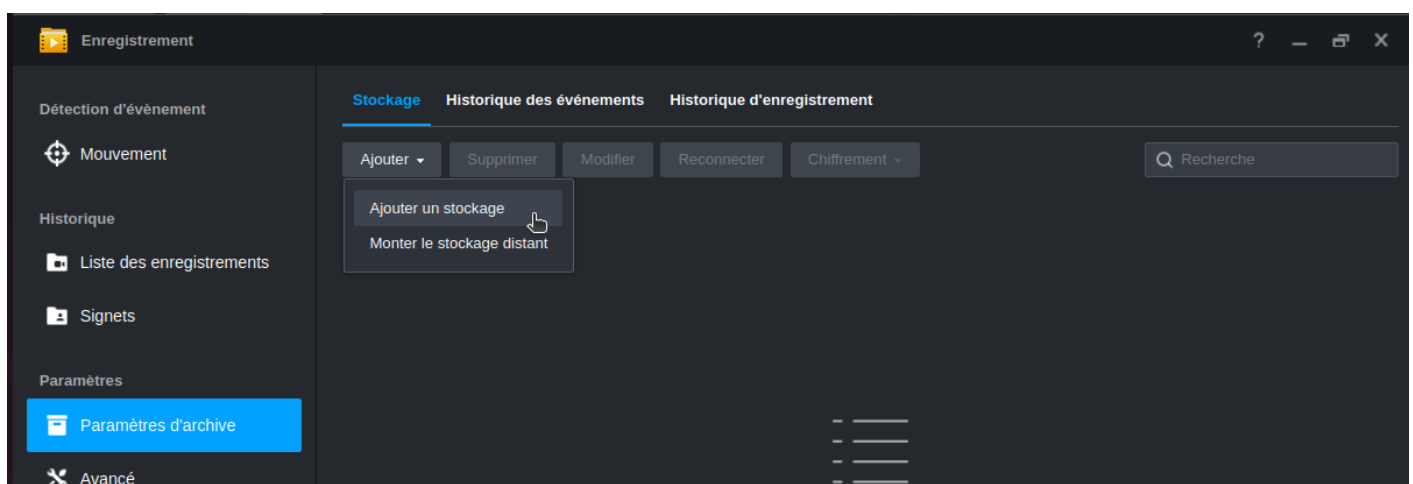 Enregistrement
?
Détection d'évènement
Mouvement
Historique
Liste des enregistrements
Signets
Paramètres
Paramètres d'archive
Avancé
Stockage Historique des événements Historique d'enregistrement
Ajouter Supprimer Modifier Reconnecter Chiffrement Recherche
Ajouter un stockage
Monter le stockage distant